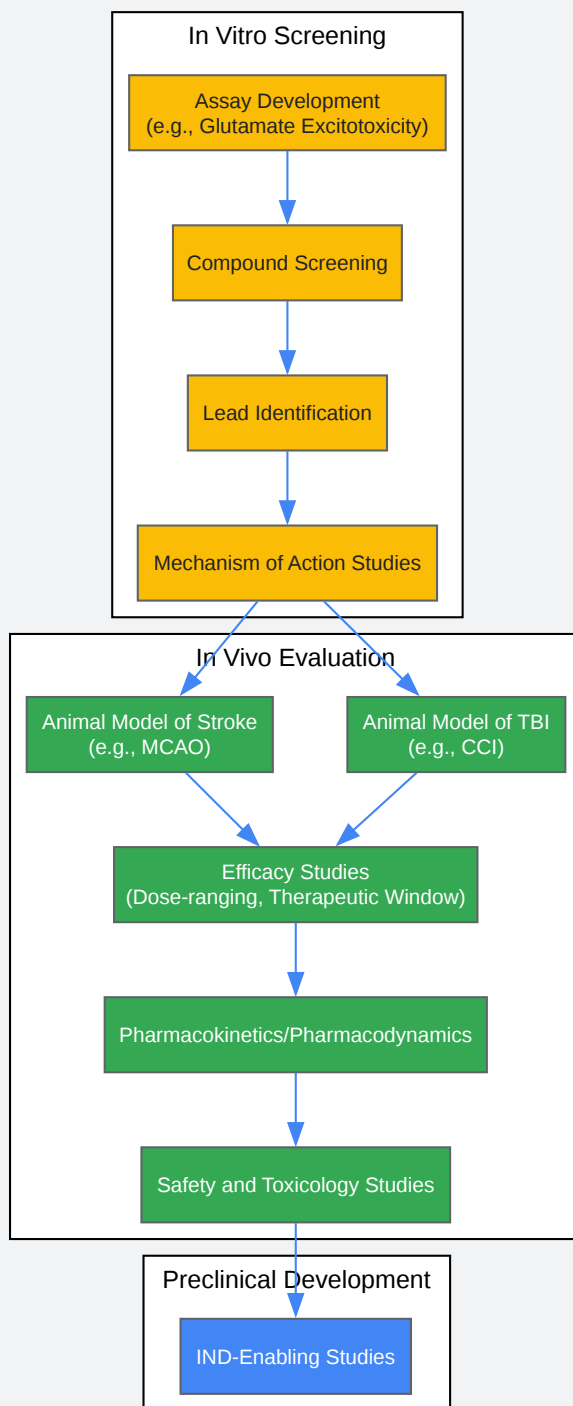 In Vitro Screening
Assay Development
(e.g., Glutamate Excitotoxicity)
Compound Screening
Lead Identification
Mechanism of Action Studies
In Vivo Evaluation
Animal Model of Stroke
(e.g., MCAO)
Animal Model of TBI
(e.g., CCI)
Efficacy Studies
(Dose-ranging, Therapeutic Window)
Pharmacokinetics/Pharmacodynamics
Safety and Toxicology Studies
Preclinical Development
IND-Enabling Studies